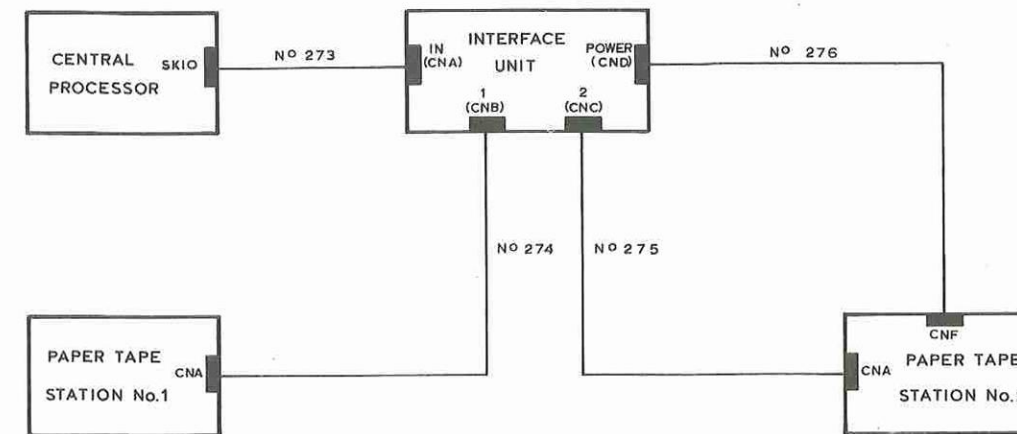 CENTRAL
PROCESSOR
SKIO
Nº 273
IN
(CNA)
INTERFACE
UNIT
POWER
(CND)
1
(CNB)
2
(CNC)
Nº 276
Nº 274
Nº 275
PAPER TAPE
STATION No.1
CNA
CNF
CNA
PAPER TAPE
STATION No.